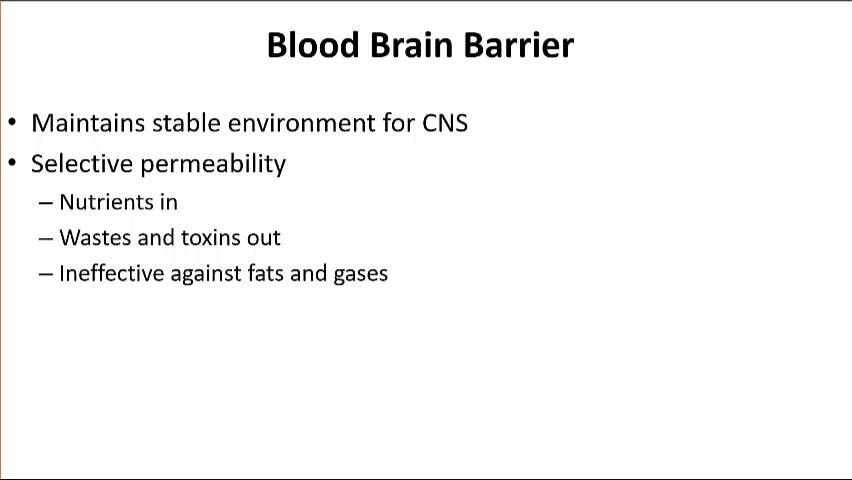 Blood Brain Barrier
• Maintains stable environment for CNS
• Selective permeability
– Nutrients in
– Wastes and toxins out
– Ineffective against fats and gases